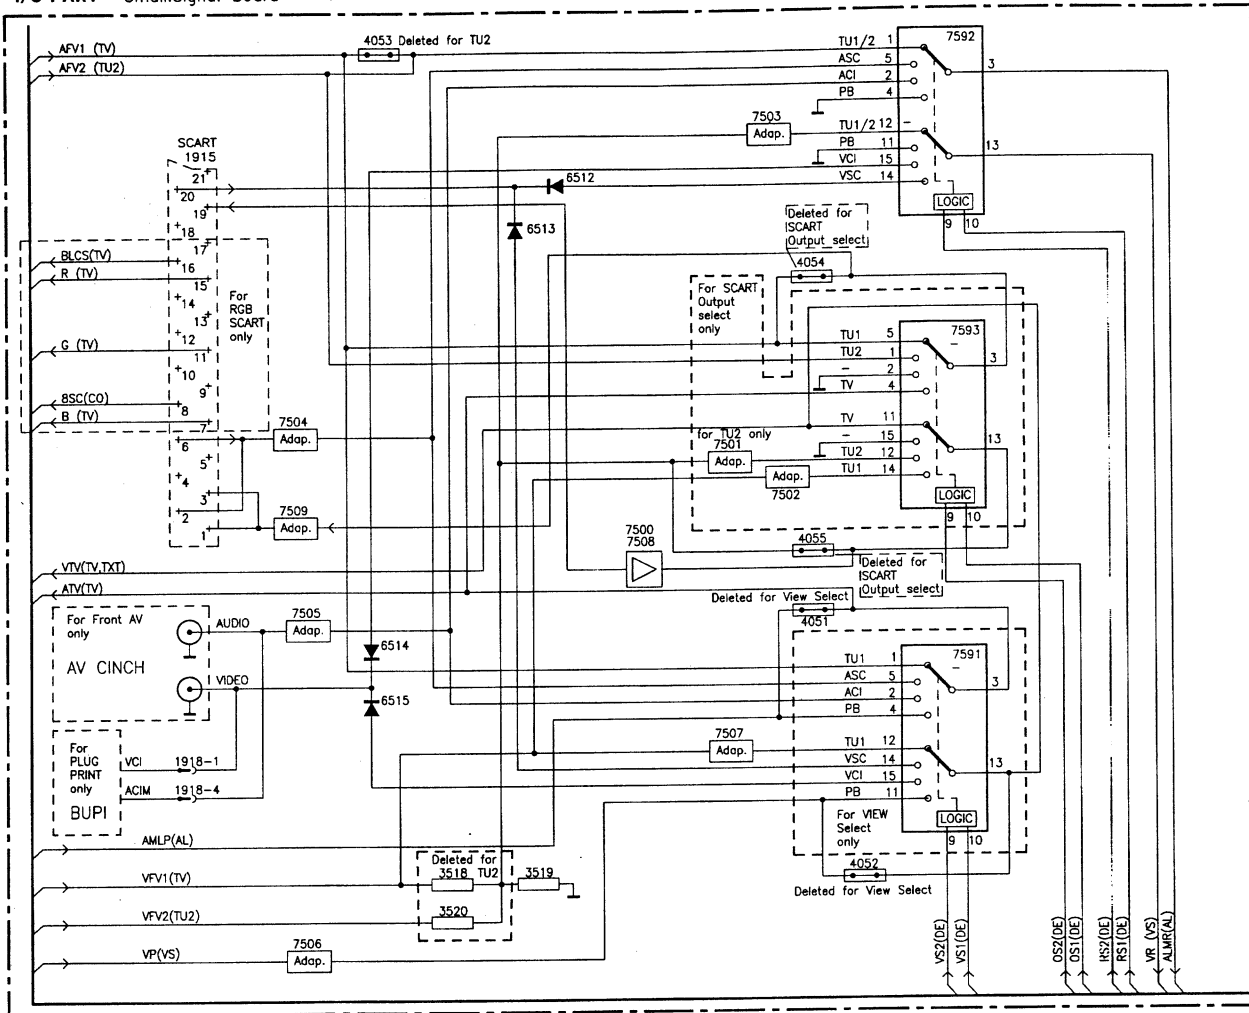 Smallsignal Board
AFV1 (TV)
AFV2 (TU2)
4053 Deleted for TU2
TU1/2 1
ASC 5
ACI 2
PB 4
TU1/2 12
PB 11
VCI 15
VSC 14
7592
3
13
LOGIC
9 10
7503
Adap.
SCART
1915
21
20
19
18
17
16
15
14
13
12
11
10
9
8
7
6
5
4
3
2
1
6512
6513
BLCS(TV)
R (TV)
G (TV)
8SC(CO)
B (TV)
For
RGB
SCART
only
Deleted for
SCART
Output select
4054
For SCART
Output
select
only
TU1 5
TU2 1
- 2
TV 4
TV 11
- 15
TU2 12
TU1 14
7593
3
13
LOGIC
9 10
7504
Adap.
for TU2 only
7501
Adap.
Adap.
7502
7509
Adap.
7500
7508
4055
Deleted for
SCART
Output select
VTV(TV,TXT)
ATV(TV)
Deleted for View Select
4051
For Front AV
only
AV CINCH
AUDIO
VIDEO
7505
Adap.
6514
6515
TU1 1
ASC 5
ACI 2
PB 4
TU1 12
VSC 14
VCI 15
PB 11
7591
3
13
LOGIC
9 10
7507
Adap.
For
PLUG
PRINT
only
BUPI
VCI 1918-1
ACIM 1918-4
For VIEW
Select
only
4052
Deleted for View Select
AMLP(AL)
VFV1(TV)
VFV2(TU2)
VP(VS)
Deleted for
TU2
3518
3519
3520
7506
Adap.
VS2(DE)
VS1(DE)
OS2(DE)
OS1(DE)
RS2(DE)
RS1(DE)
VR (VS)
ALMR(AL)